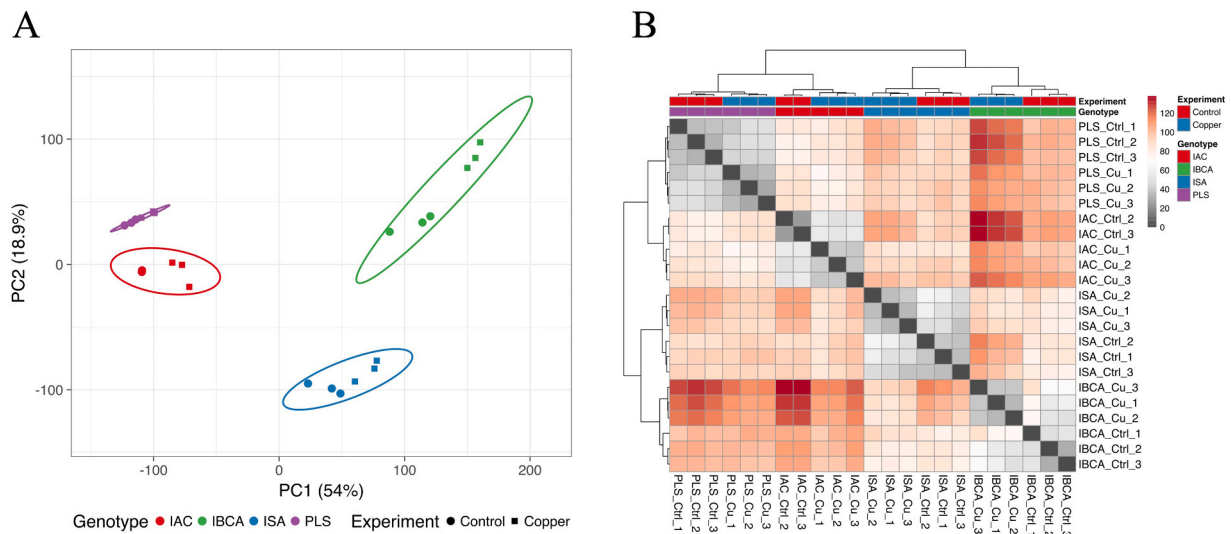 A
100
0
-100
PC2 (18.9%)
-100
0
100
200
PC1 (54%)
Genotype IAC IBCA ISA PLS Experiment Control Copper
B
Experiment
Genotype
PLS_Ctrl_1
PLS_Ctrl_2
PLS_Ctrl_3
PLS_Cu_1
PLS_Cu_2
PLS_Cu_3
IAC_Ctrl_2
IAC_Ctrl_3
IAC_Cu_1
IAC_Cu_2
IAC_Cu_3
ISA_Cu_2
ISA_Cu_1
ISA_Cu_3
ISA_Ctrl_2
ISA_Ctrl_1
ISA_Ctrl_3
IBCA_Cu_3
IBCA_Cu_1
IBCA_Cu_2
IBCA_Ctrl_1
IBCA_Ctrl_2
IBCA_Ctrl_3
PLS_Ctrl_1
PLS_Ctrl_2
PLS_Ctrl_3
PLS_Cu_1
PLS_Cu_2
PLS_Cu_3
IAC_Ctrl_2
IAC_Ctrl_3
IAC_Cu_1
IAC_Cu_2
IAC_Cu_3
ISA_Cu_2
ISA_Cu_1
ISA_Cu_3
ISA_Ctrl_2
ISA_Ctrl_1
ISA_Ctrl_3
IBCA_Cu_3
IBCA_Cu_1
IBCA_Cu_2
IBCA_Ctrl_1
IBCA_Ctrl_2
IBCA_Ctrl_3
120
100
80
60
40
20
0
Experiment
Control
Copper
Genotype
IAC
IBCA
ISA
PLS